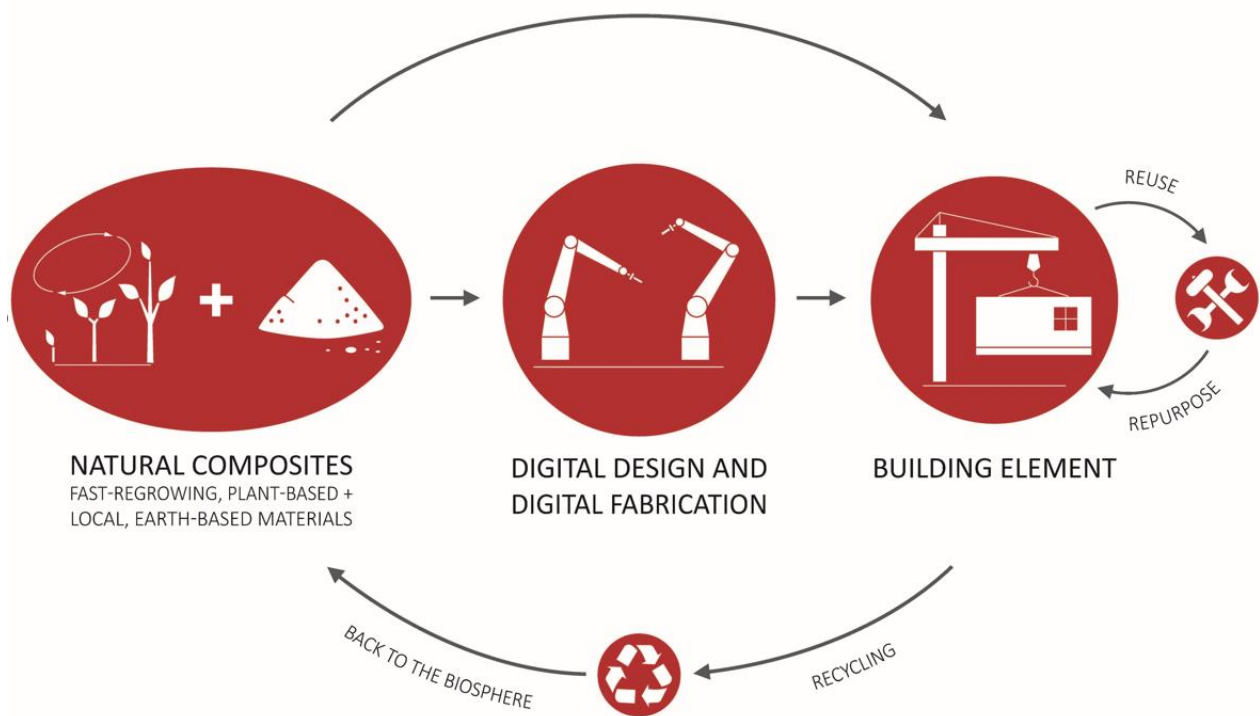 REUSE
REPURPOSE
NATURAL COMPOSITES
FAST-REGROWING, PLANT-BASED +
LOCAL, EARTH-BASED MATERIALS
DIGITAL DESIGN AND
DIGITAL FABRICATION
BUILDING ELEMENT
BACK TO THE BIOSPHERE
RECYCLING